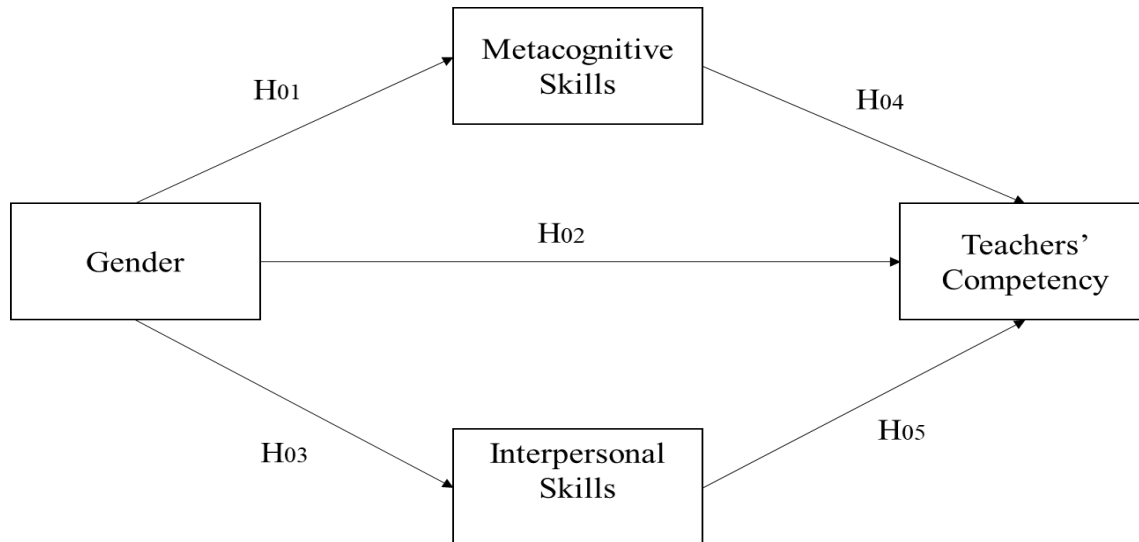 Metacognitive
Skills
H01
H04
Gender
H02
Teachers’
Competency
H03
Interpersonal
Skills
H05